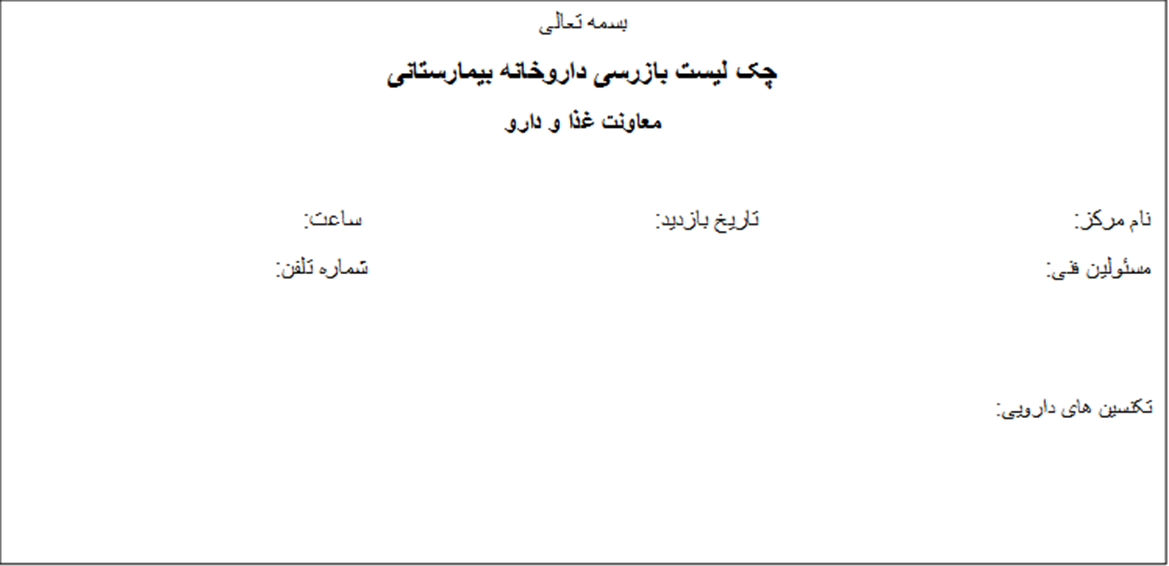 بسمه تعالی
چک لیست بازرسی داروخانه بیمارستانی
معاونت غذا و دارو
نام مرکز: تاریخ بازدید: ساعت:
مسئولین فنی: شماره تلفن:
تکنسین های دارویی: